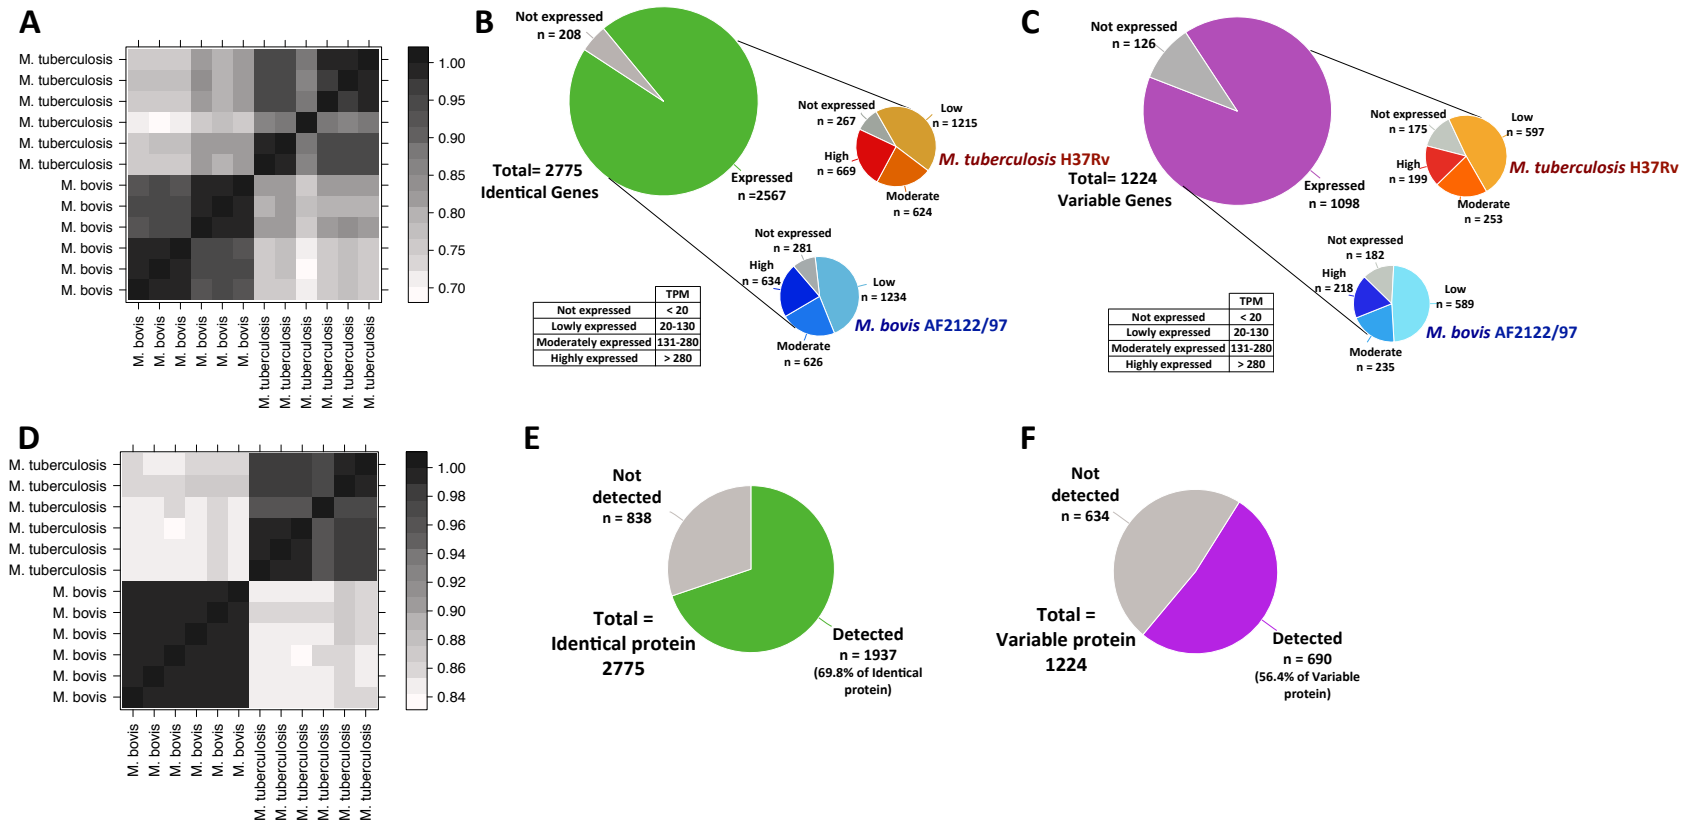 A
M. tuberculosis
M. tuberculosis
M. tuberculosis
M. tuberculosis
M. tuberculosis
M. tuberculosis
M. bovis
M. bovis
M. bovis
M. bovis
M. bovis
M. bovis
1.00
0.95
0.90
0.85
0.80
0.75
0.70
M. bovis
M. bovis
M. bovis
M. bovis
M. bovis
M. bovis
M. tuberculosis
M. tuberculosis
M. tuberculosis
M. tuberculosis
M. tuberculosis
M. tuberculosis
B
Not expressed
n = 208
Total= 2775
Identical Genes
Expressed
n =2567
Not expressed
n = 267
Low
n = 1215
High
n = 669
Moderate
n = 624
M. tuberculosis H37Rv
Not expressed
n = 281
High
n = 634
Low
n = 1234
Moderate
n = 626
M. bovis AF2122/97
TPM
Not expressed < 20
Lowly expressed 20-130
Moderately expressed 131-280
Highly expressed > 280
C
Not expressed
n = 126
Total= 1224
Variable Genes
Expressed
n = 1098
Not expressed
n = 175
Low
n = 597
High
n = 199
Moderate
n = 253
M. tuberculosis H37Rv
Not expressed
n = 182
High
n = 218
Low
n = 589
Moderate
n = 235
M. bovis AF2122/97
TPM
Not expressed < 20
Lowly expressed 20-130
Moderately expressed 131-280
Highly expressed > 280
D
M. tuberculosis
M. tuberculosis
M. tuberculosis
M. tuberculosis
M. tuberculosis
M. tuberculosis
M. bovis
M. bovis
M. bovis
M. bovis
M. bovis
M. bovis
1.00
0.98
0.96
0.94
0.92
0.90
0.88
0.86
0.84
M. bovis
M. bovis
M. bovis
M. bovis
M. bovis
M. bovis
M. tuberculosis
M. tuberculosis
M. tuberculosis
M. tuberculosis
M. tuberculosis
M. tuberculosis
E
Not
detected
n = 838
Total =
Identical protein
2775
Detected
n = 1937
(69.8% of Identical
protein)
F
Not
detected
n = 634
Total =
Variable protein
1224
Detected
n = 690
(56.4% of Variable
protein)